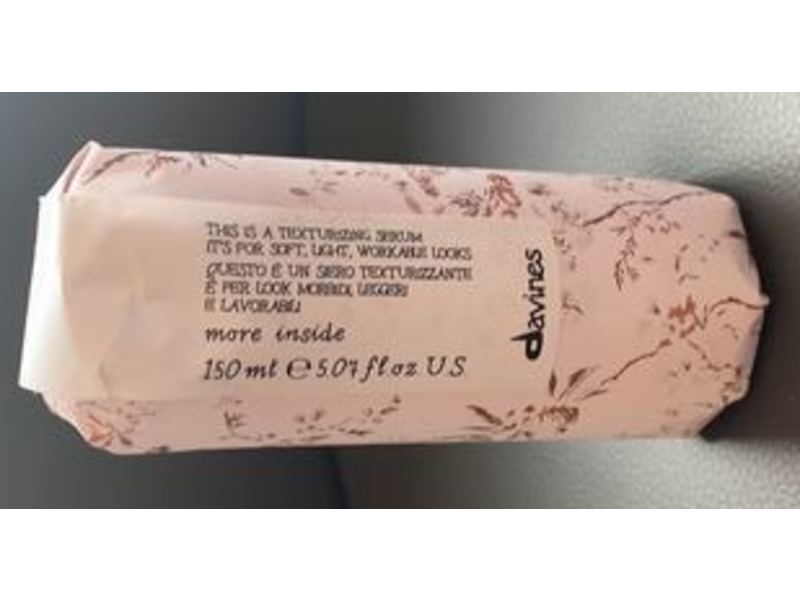 THIS IS A TEXTURIZING SERUM
IT'S FOR SOFT, LIGHT, WORKABLE LOOKS
QUESTO È UN SIERO TEXTURIZZANTE
È PER LOOK MORBIDI, LEGGERI
E LAVORABILI
more inside
150 ml e 5.07 fl oz U.S
davines